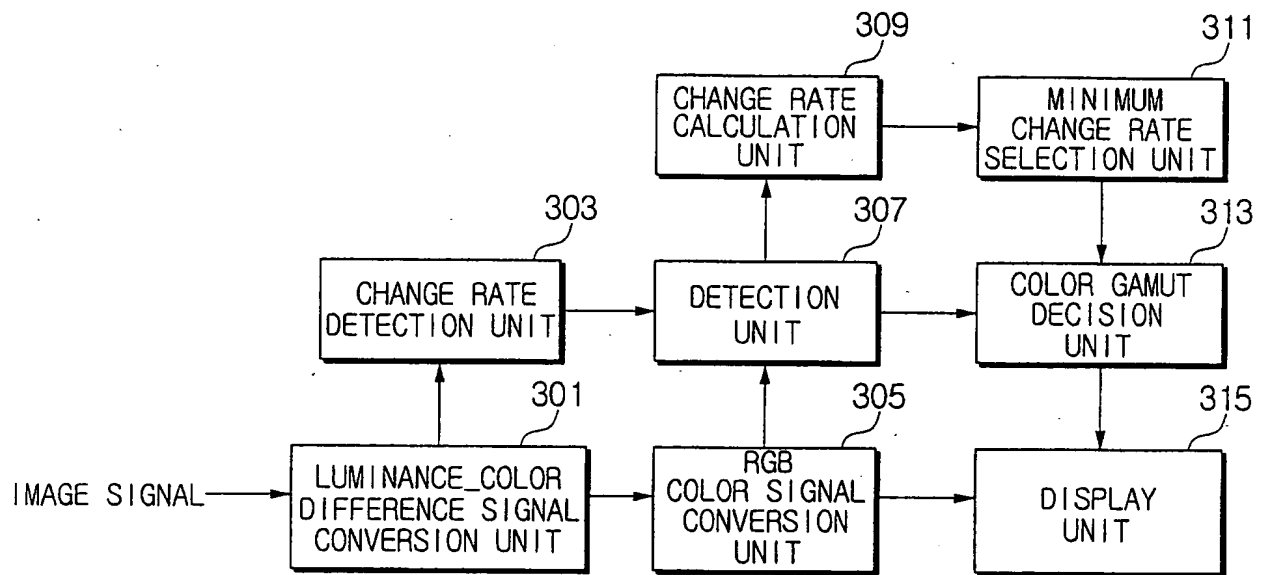 309
311
CHANGE RATE
CALCULATION
UNIT
MINIMUM
CHANGE RATE
SELECTION UNIT
303
307
313
CHANGE RATE
DETECTION UNIT
DETECTION
UNIT
COLOR GAMUT
DECISION
UNIT
301
305
315
IMAGE SIGNAL
LUMINANCE_COLOR
DIFFERENCE SIGNAL
CONVERSION UNIT
RGB
COLOR SIGNAL
CONVERSION
UNIT
DISPLAY
UNIT